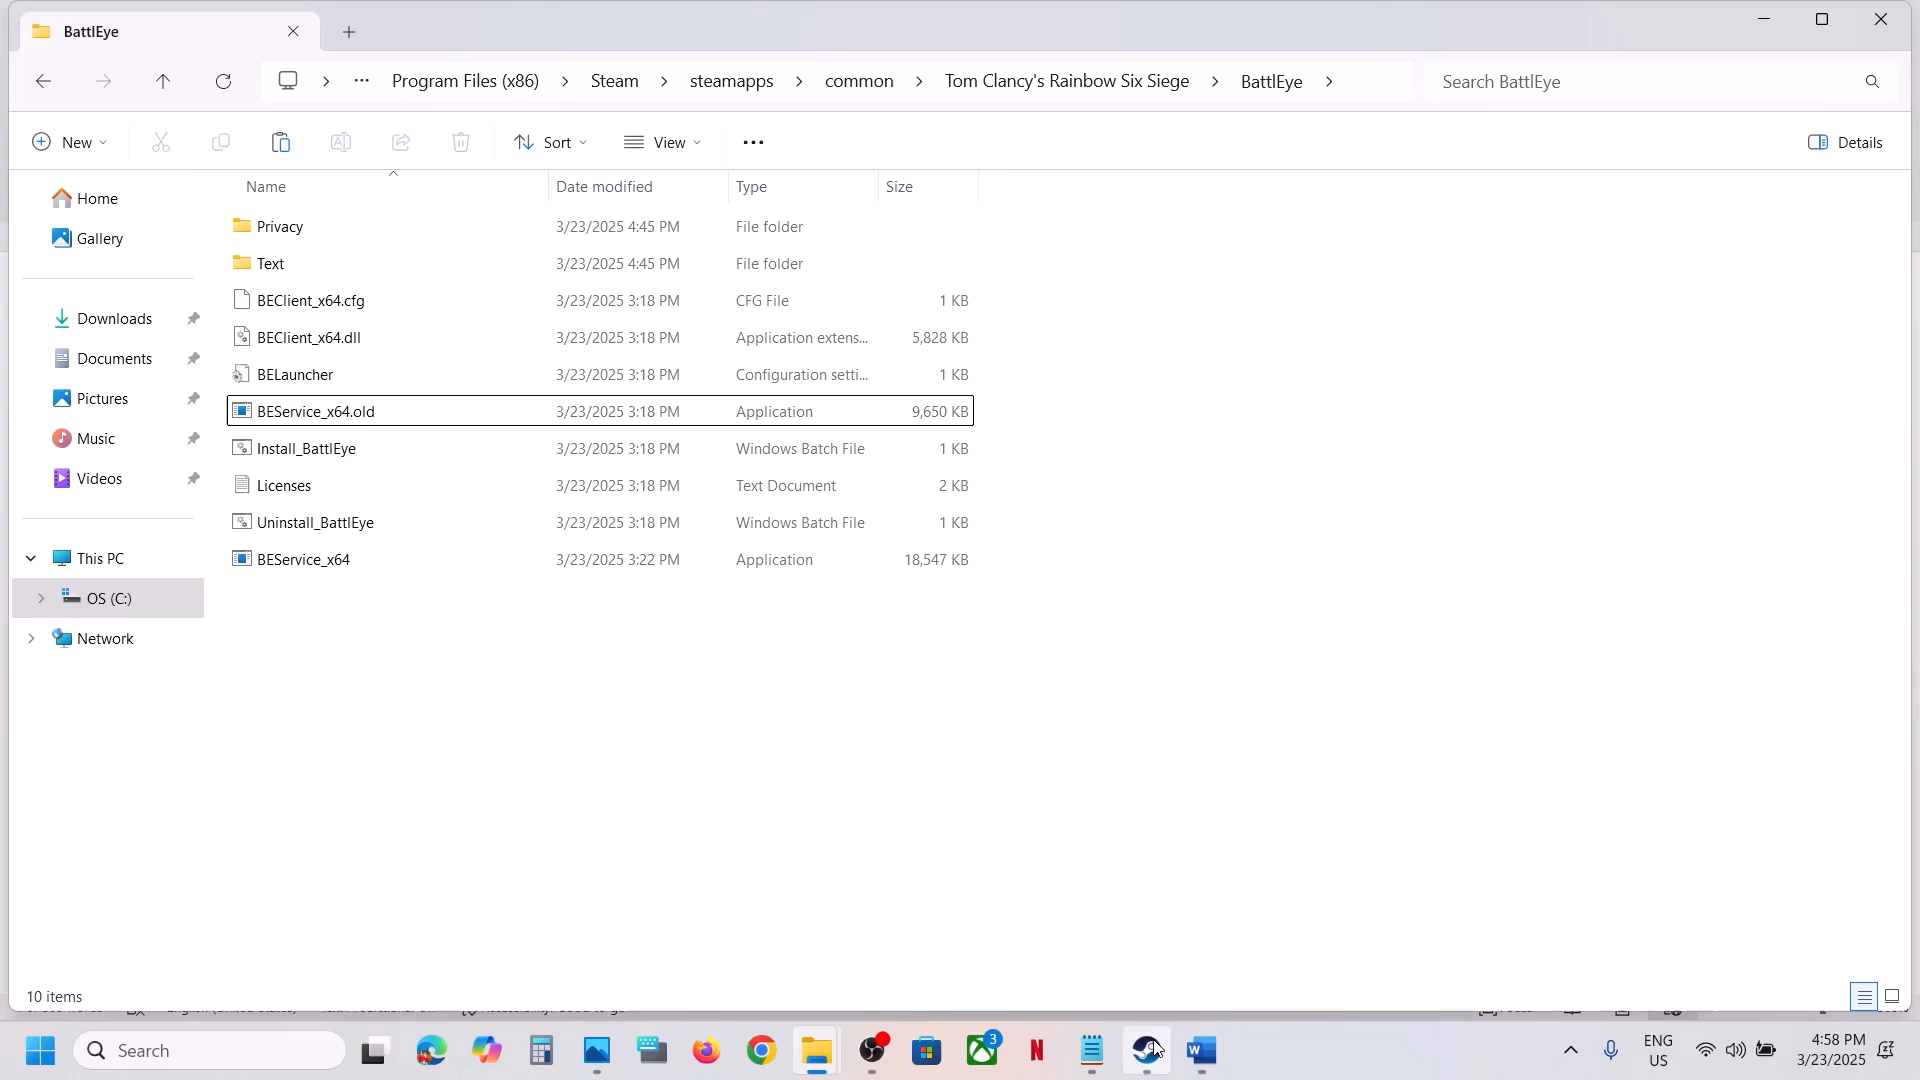 BattlEye
Program Files (x86) > Steam > steamapps > common > Tom Clancy's Rainbow Six Siege > BattlEye >
Search BattlEye
New
Sort
View
Details
Name Date modified Type Size
Home
Gallery
Downloads
Documents
Pictures
Music
Videos
This PC
OS (C:)
Network
Privacy 3/23/2025 4:45 PM File folder
Text 3/23/2025 4:45 PM File folder
BEClient_x64.cfg 3/23/2025 3:18 PM CFG File 1 KB
BEClient_x64.dll 3/23/2025 3:18 PM Application extens... 5,828 KB
BELauncher 3/23/2025 3:18 PM Configuration setti... 1 KB
BEService_x64.old 3/23/2025 3:18 PM Application 9,650 KB
Install_BattlEye 3/23/2025 3:18 PM Windows Batch File 1 KB
Licenses 3/23/2025 3:18 PM Text Document 2 KB
Uninstall_BattlEye 3/23/2025 3:18 PM Windows Batch File 1 KB
BEService_x64 3/23/2025 3:22 PM Application 18,547 KB
10 items
Search
3
N
W
ENG
US
4:58 PM
3/23/2025